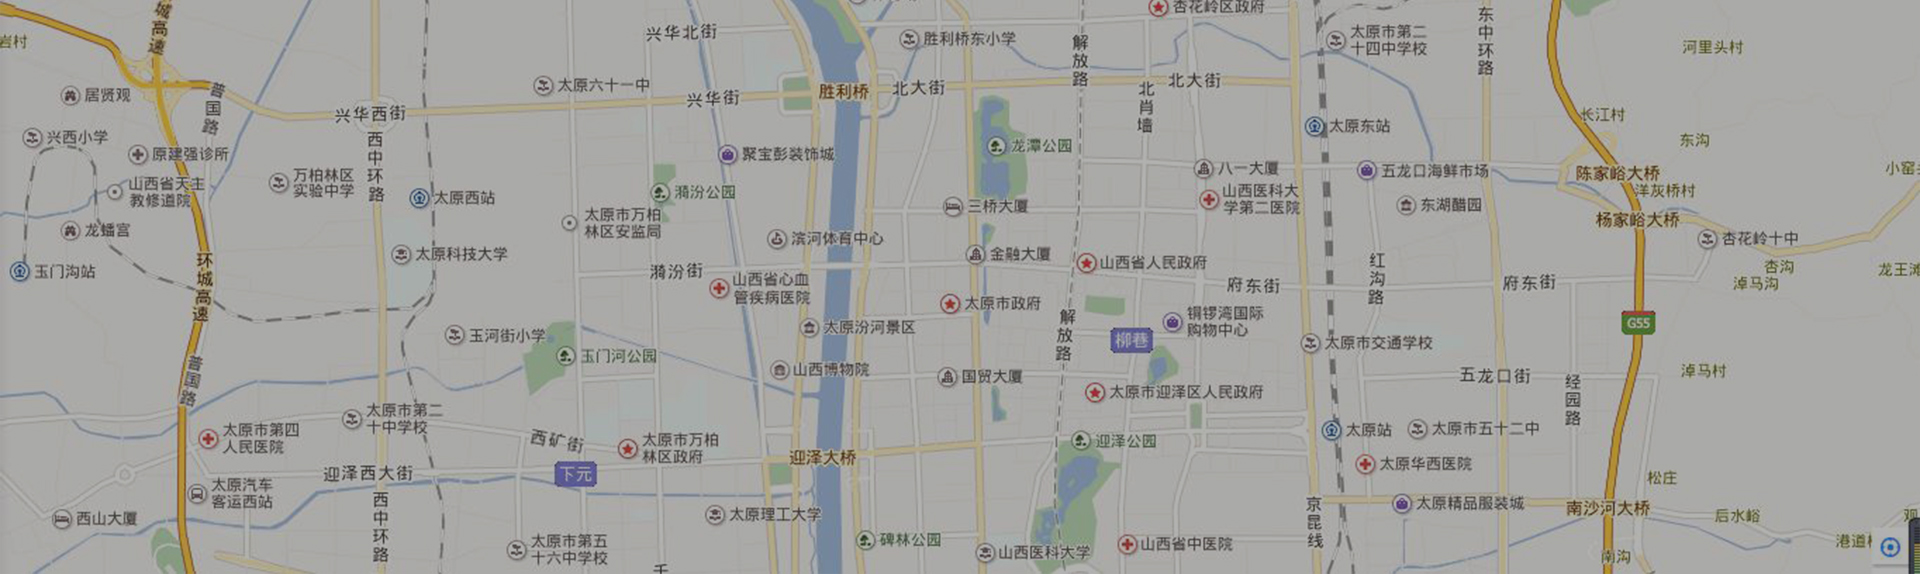 城高速
岩村
兴华北街
胜利桥东小学
杏花岭区政府
解放路
太原市第二
十四中学校
东中环路
河里头村
居贤观
普国路
太原六十一中
兴华街
胜利桥
北大街
北大街
北肖墙
兴华西街
西中环路
长江村
太原东站
东沟
兴西小学
原建强诊所
聚宝彭装饰城
龙潭公园
八一大厦
五龙口海鲜市场
陈家峪大桥
小窑
山西省天主
教修道院
万柏林区
实验中学
太原西站
漪汾公园
三桥大厦
山西医科大
学第二医院
东湖醋园
洋灰桥村
杨家峪大桥
龙蟠宫
太原市万柏
林区安监局
滨河体育中心
杏花岭十中
玉门沟站
环城高速
太原科技大学
漪汾街
金融大厦
山西省人民政府
府东街
红沟路
府东街
杏沟
淖马沟
龙王滩
山西省心血
管疾病医院
太原市政府
玉河街小学
太原汾河景区
解放路
柳巷
铜锣湾国际
购物中心
太原市交通学校
G55
普国路
玉门河公园
山西博物院
国贸大厦
太原市迎泽区人民政府
五龙口街
经园路
淖马村
太原市第四
人民医院
太原市第二
十中学校
西矿街
太原市万柏
林区政府
迎泽大桥
迎泽公园
太原站
太原市五十二中
迎泽西大街
下元
太原华西医院
松庄
太原汽车
客运西站
西中环路
西山大厦
太原理工大学
京昆线
太原精品服装城
南沙河大桥
后水峪
观
太原市第五
十六中学校
碑林公园
山西医科大学
山西省中医院
南沟
港道村